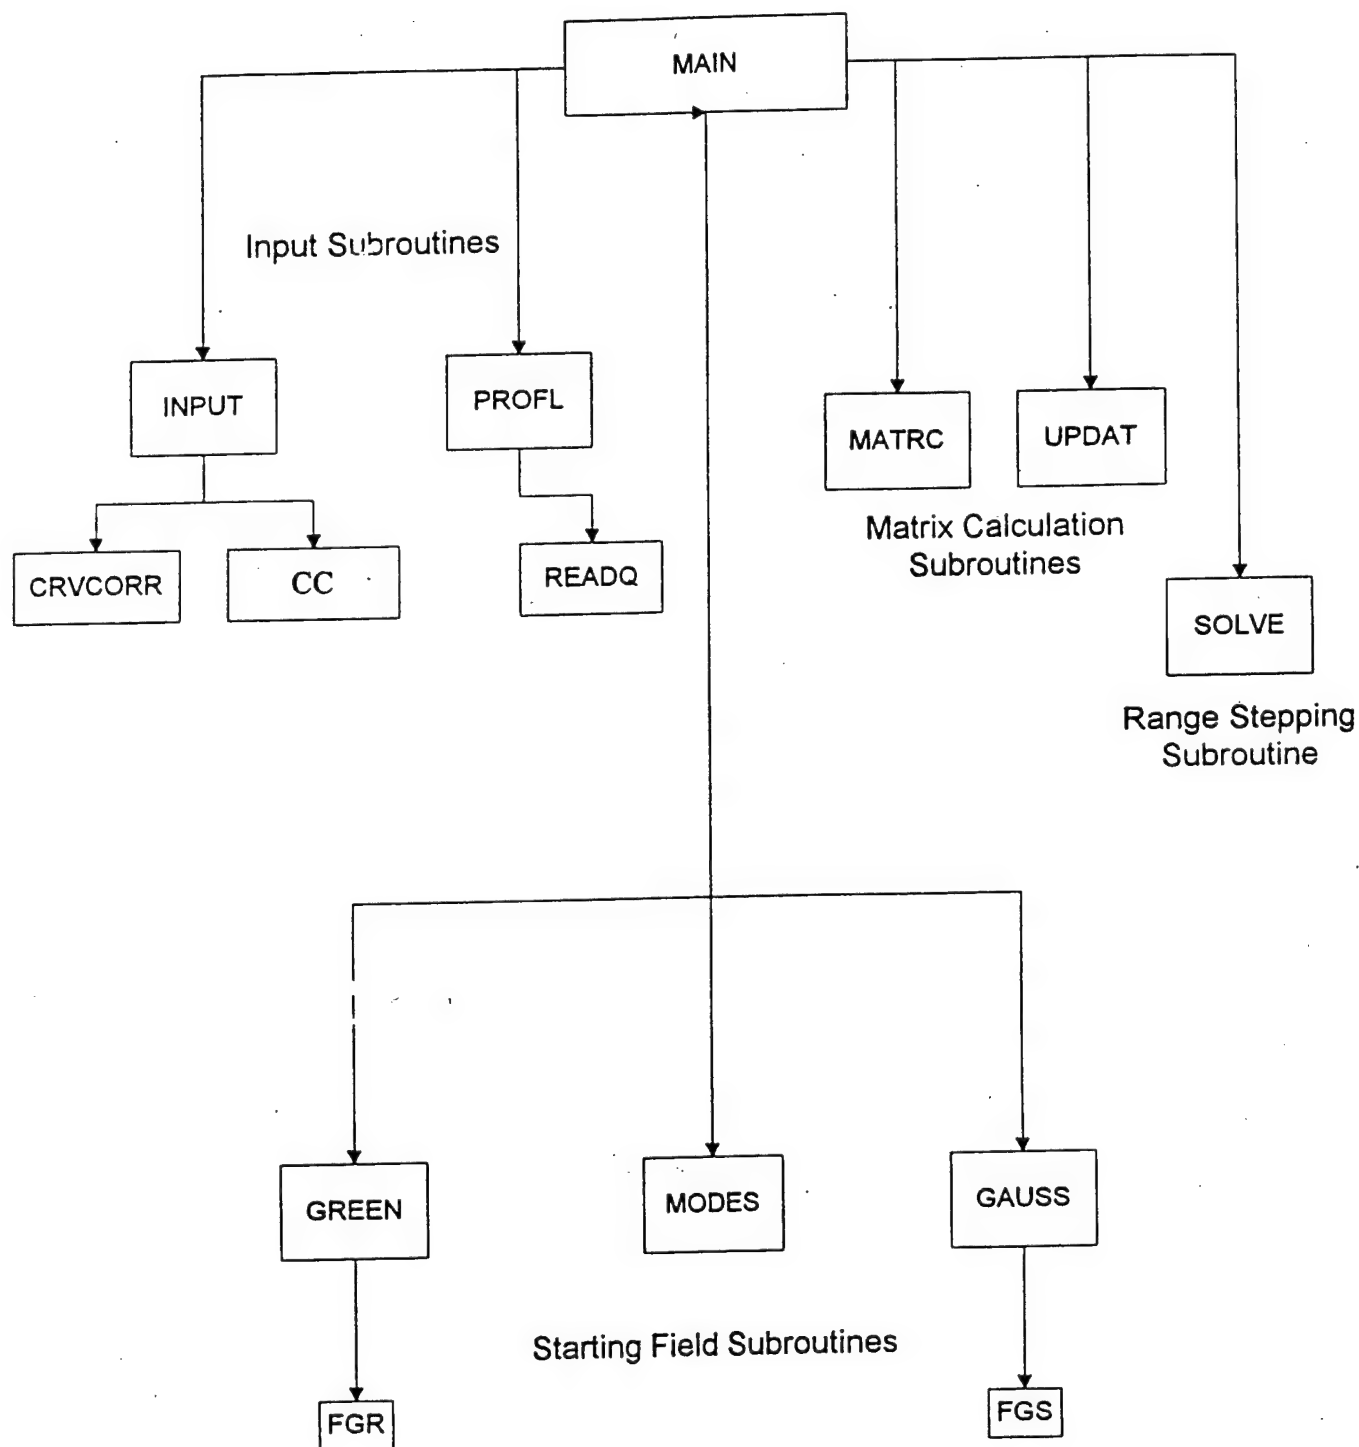 MAIN
Input Subroutines
INPUT
PROFL
MATRC
UPDAT
Matrix Calculation
Subroutines
CRVCORR
CC
READQ
SOLVE
Range Stepping
Subroutine
GREEN
MODES
GAUSS
Starting Field Subroutines
FGR
FGS